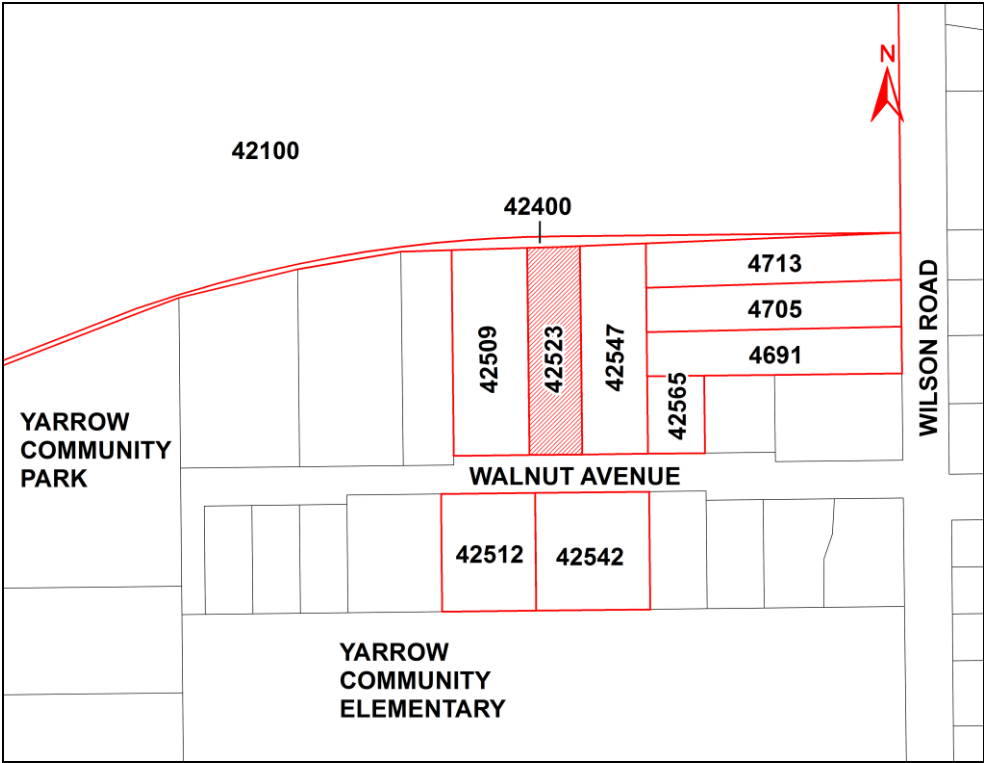 N
42100
42400
4713
4705
4691
42509
42523
42547
42565
WILSON ROAD
YARROW
COMMUNITY
PARK
WALNUT AVENUE
42512
42542
YARROW
COMMUNITY
ELEMENTARY